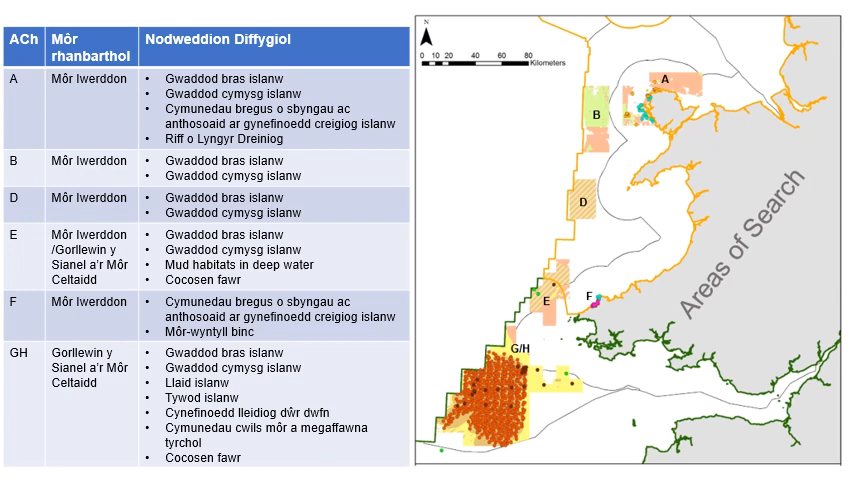 ACh
Môr
rhanbarthol
Nodweddion Diffygiol
A
Môr Iwerddon
• Gwaddod bras islanw
• Gwaddod cymysg islanw
• Cymunedau bregus o sbyngau ac
anthosoaid ar gynefinoedd creigiog islanw
• Riff o Lyngyr Dreiniog
B
Môr Iwerddon
• Gwaddod bras islanw
• Gwaddod cymysg islanw
D
Môr Iwerddon
• Gwaddod bras islanw
• Gwaddod cymysg islanw
E
Môr Iwerddon
/Gorllewin y
Sianel a'r Môr
Celtaidd
• Gwaddod bras islanw
• Gwaddod cymysg islanw
• Mud habitats in deep water
• Cocosen fawr
F
Môr Iwerddon
• Cymunedau bregus o sbyngau ac
anthosoaid ar gynefinoedd creigiog islanw
• Môr-wyntyll binc
GH
Gorllewin y
Sianel a'r Môr
Celtaidd
• Gwaddod bras islanw
• Gwaddod cymysg islanw
• Llaid islanw
• Tywod islanw
• Cynefinoedd lleidiog dŵr dwfn
• Cymunedau cwils môr a megaffawna
tyrchol
• Cocosen fawr
N
0 10 20 40 60 80
Kilometers
A
B
D
E
F
G/H
Areas of Search